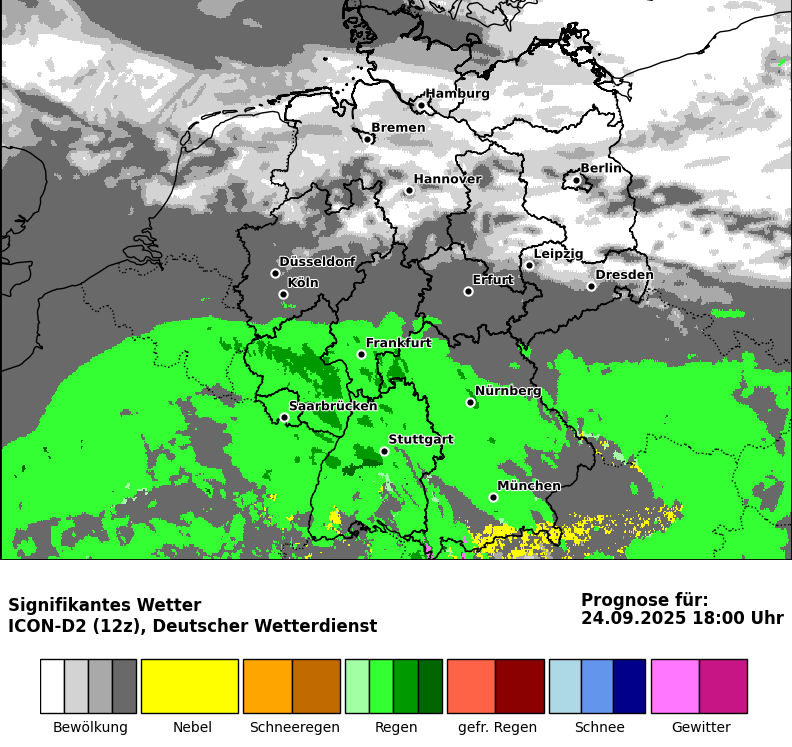 Hamburg
Bremen
Berlin
Hannover
Leipzig
Düsseldorf
Dresden
Erfurt
Köln
Frankfurt
Nürnberg
Saarbrücken
Stuttgart
München
Signifikantes Wetter
ICON-D2 (12z), Deutscher Wetterdienst
Prognose für:
24.09.2025 18:00 Uhr
Bewölkung
Nebel
Schneeregen
Regen
gefr. Regen
Schnee
Gewitter